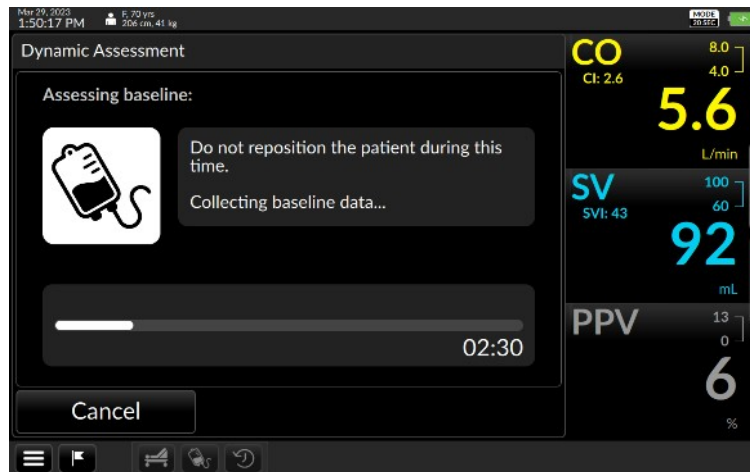 Mar 29, 2023
1:50:17 PM
F, 70 yrs
206 cm, 41 kg
MODE
20 SEC
Dynamic Assessment
Assessing baseline:
Do not reposition the patient during this
time.
Collecting baseline data...
02:30
Cancel
CO
CI: 2.6
8.0
4.0
5.6
L/min
SV
SVI: 43
100
60
92
mL
PPV
13
0
6
%